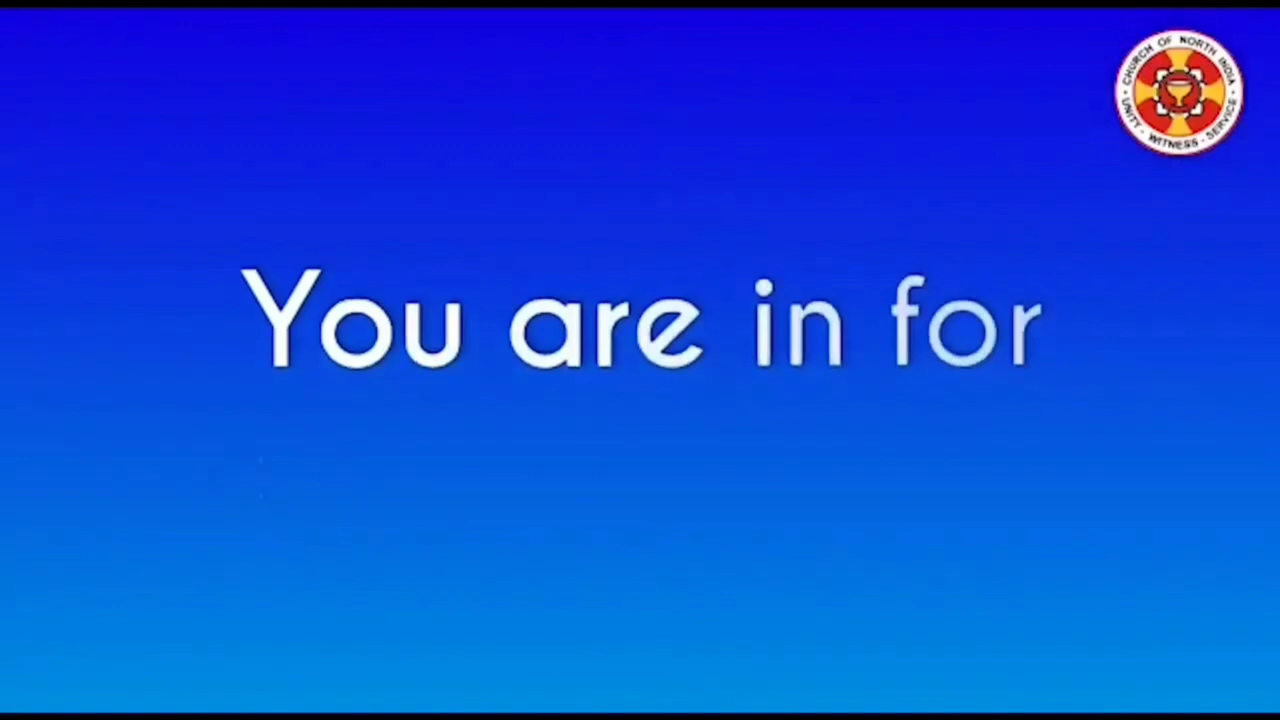 You are in for
CHURCH OF NORTH INDIA
UNITY - WITNESS - SERVICE